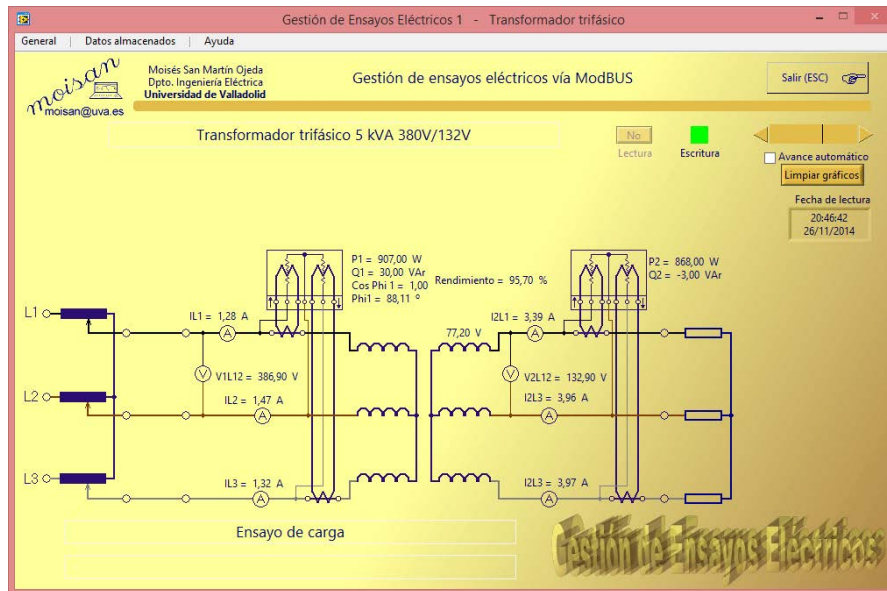 Gestión de Ensayos Eléctricos 1 - Transformador trifásico
General | Datos almacenados | Ayuda
moisan
moisan@uva.es
Moisés San Martín Ojeda
Dpto. Ingeniería Eléctrica
Universidad de Valladolid
Gestión de ensayos eléctricos vía ModBUS
Salir (ESC)
Transformador trifásico 5 kVA 380V/132V
No
Lectura
Escritura
Avance automático
Limpiar gráficos
Fecha de lectura
20:46:42
26/11/2014
P1 = 907,00 W
Q1 = 30,00 VAr
Cos Phi 1 = 1,00
Phi1 = 88,11 º
Rendimiento = 95,70 %
P2 = 868,00 W
Q2 = -3,00 VAr
L1
IL1 = 1,28 A
A
77,20 V
I2L1 = 3,39 A
A
V
V1L12 = 386,90 V
V
V2L12 = 132,90 V
L2
IL2 = 1,47 A
A
I2L3 = 3,96 A
A
L3
IL3 = 1,32 A
A
I2L3 = 3,97 A
A
Ensayo de carga
Gestión de Ensayos Eléctricos